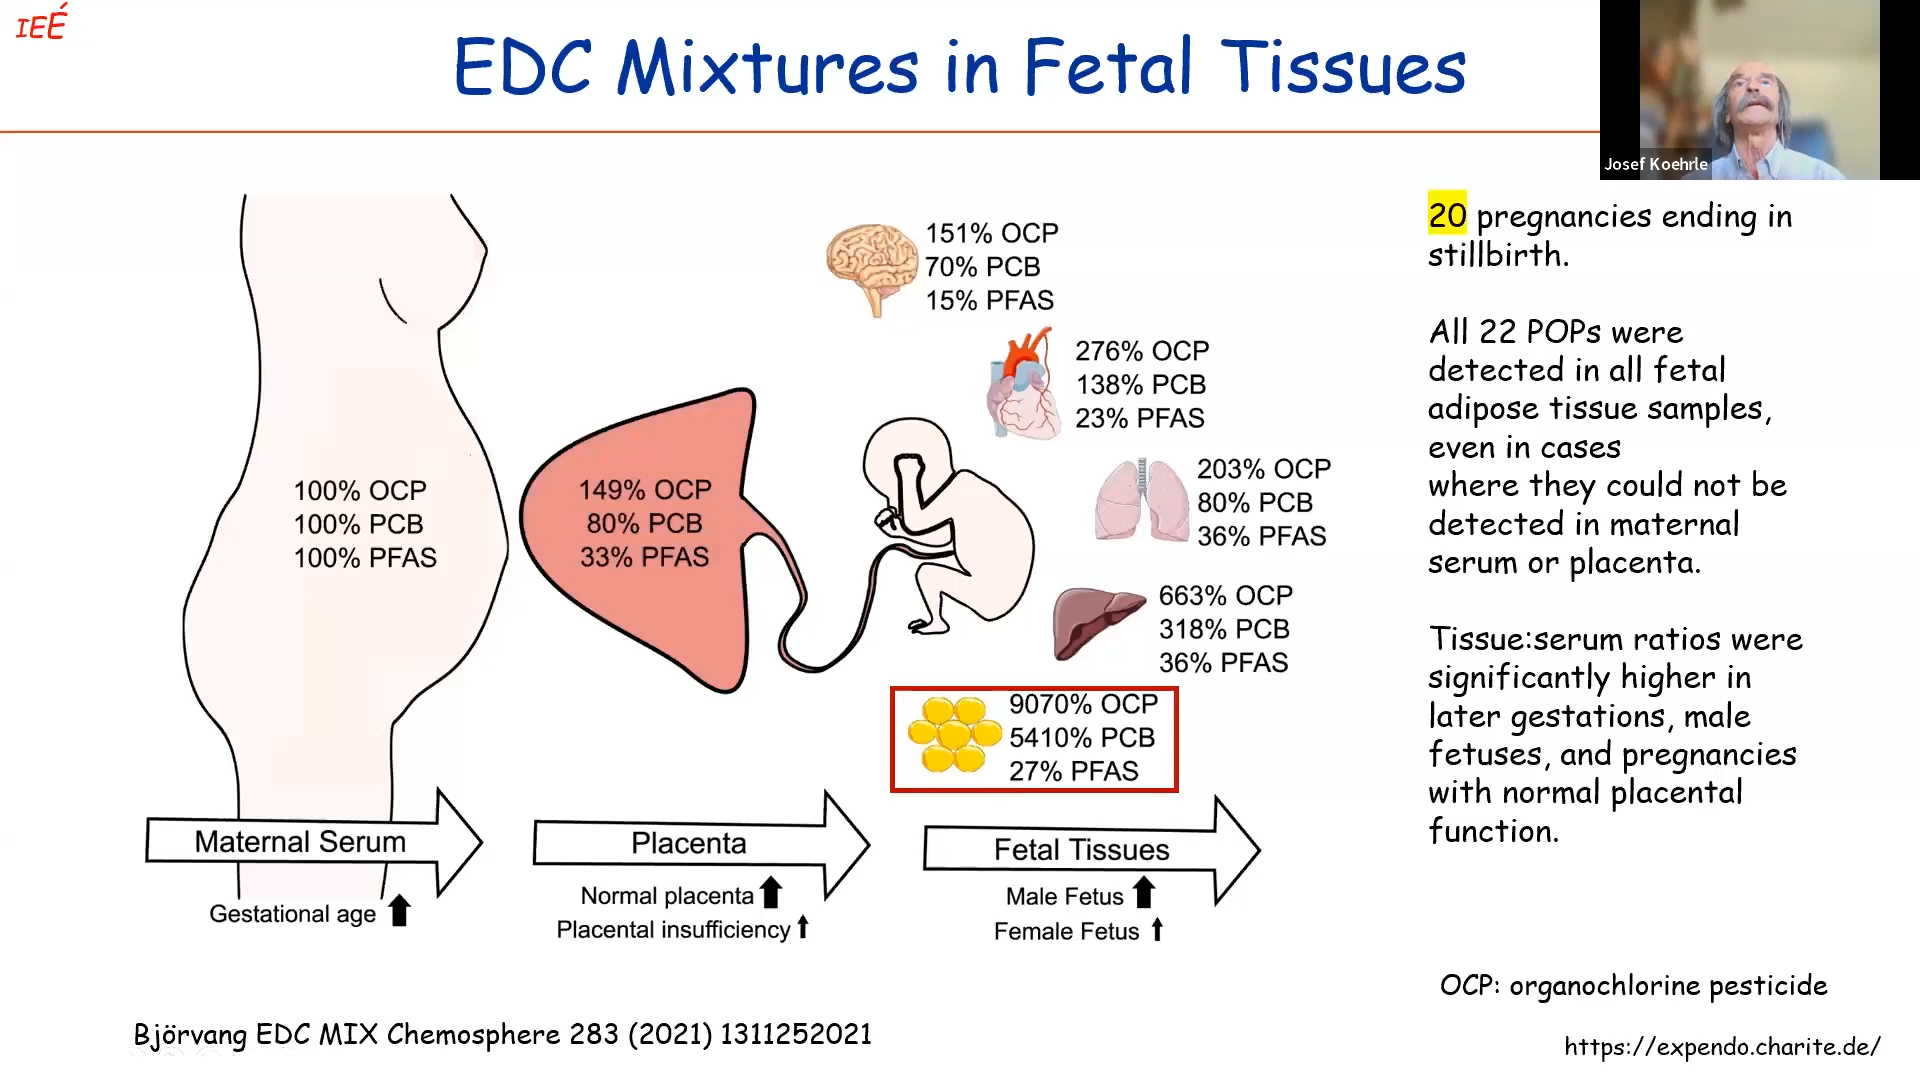 IEÉ
EDC Mixtures in Fetal Tissues
Josef Koehrle
151% OCP
70% PCB
15% PFAS
276% OCP
138% PCB
23% PFAS
203% OCP
80% PCB
36% PFAS
663% OCP
318% PCB
36% PFAS
9070% OCP
5410% PCB
27% PFAS
100% OCP
100% PCB
100% PFAS
149% OCP
80% PCB
33% PFAS
Maternal Serum
Gestational age
Placenta
Normal placenta
Placental insufficiency
Fetal Tissues
Male Fetus
Female Fetus
20 pregnancies ending in
stillbirth.
All 22 POPs were
detected in all fetal
adipose tissue samples,
even in cases
where they could not be
detected in maternal
serum or placenta.
Tissue:serum ratios were
significantly higher in
later gestations, male
fetuses, and pregnancies
with normal placental
function.
OCP: organochlorine pesticide
Björvang EDC MIX Chemosphere 283 (2021) 1311252021
https://expendo.charite.de/